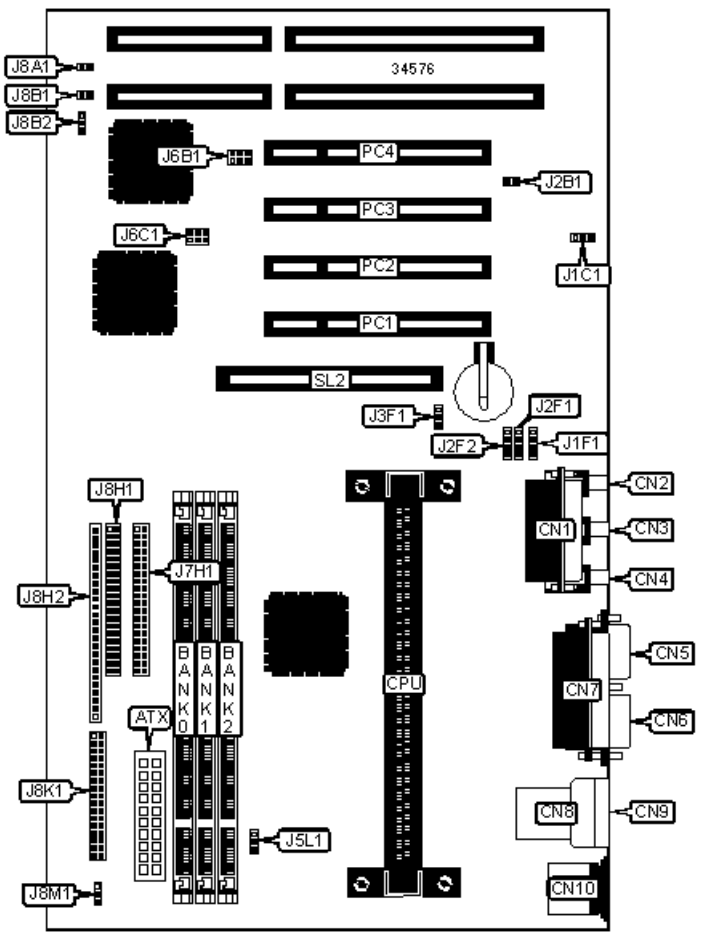 J8A1
34576
J8B1
J8B2
J6B1
PC4
J2B1
PC3
J6C1
PC2
J1C1
PC1
SL2
J2F1
J3F1
J2F2
J1F1
J8H1
CN2
CN1
CN3
J7H1
CN4
J8H2
BANK0
BANK1
BANK2
CN5
CPU
CN7
ATX
CN6
J8K1
CN8
CN9
J5L1
J8M1
CN10